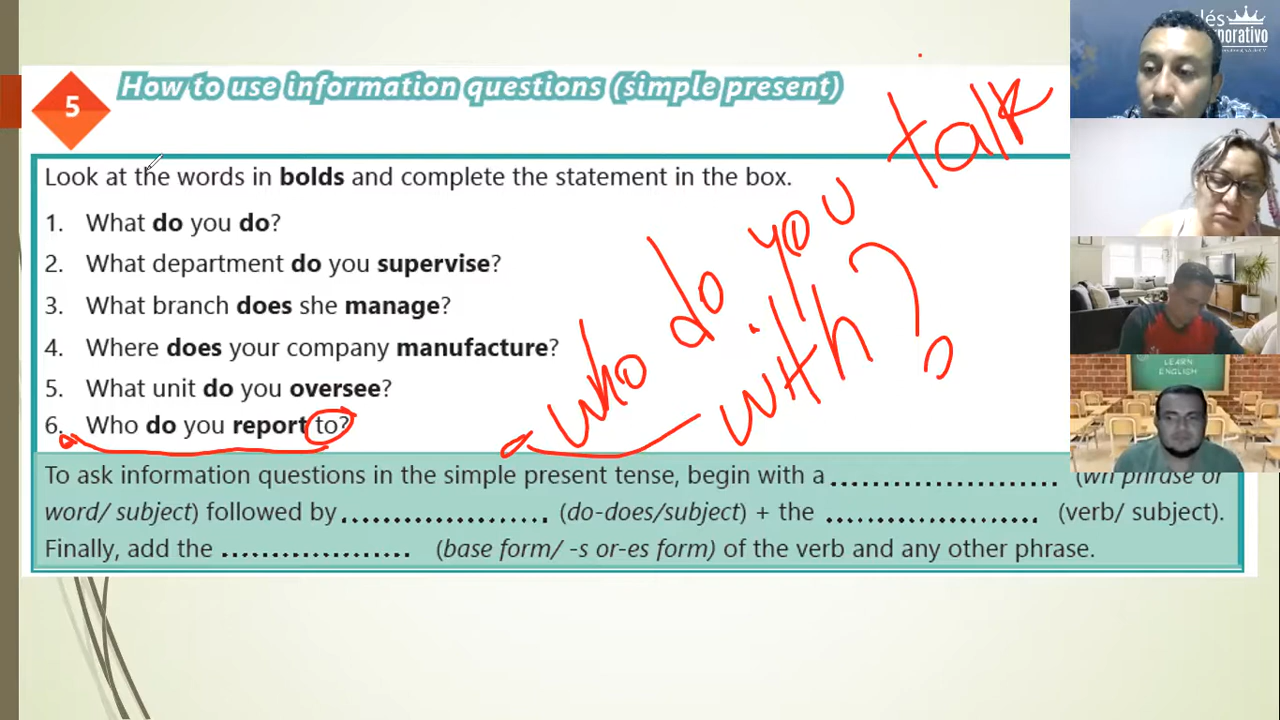 How to use information questions (simple present)
5
Look at the words in bolds and complete the statement in the box.
1. What do you do?
2. What department do you supervise?
3. What branch does she manage?
4. Where does your company manufacture?
5. What unit do you oversee?
6. Who do you report to?
who do you talk
with?
To ask information questions in the simple present tense, begin with a ........................ (wh phrase or
word/ subject) followed by ..................... (do-does/subject) + the ...................... (verb/ subject).
Finally, add the ................... (base form/ -s or-es form) of the verb and any other phrase.
LEARN
ENGLISH